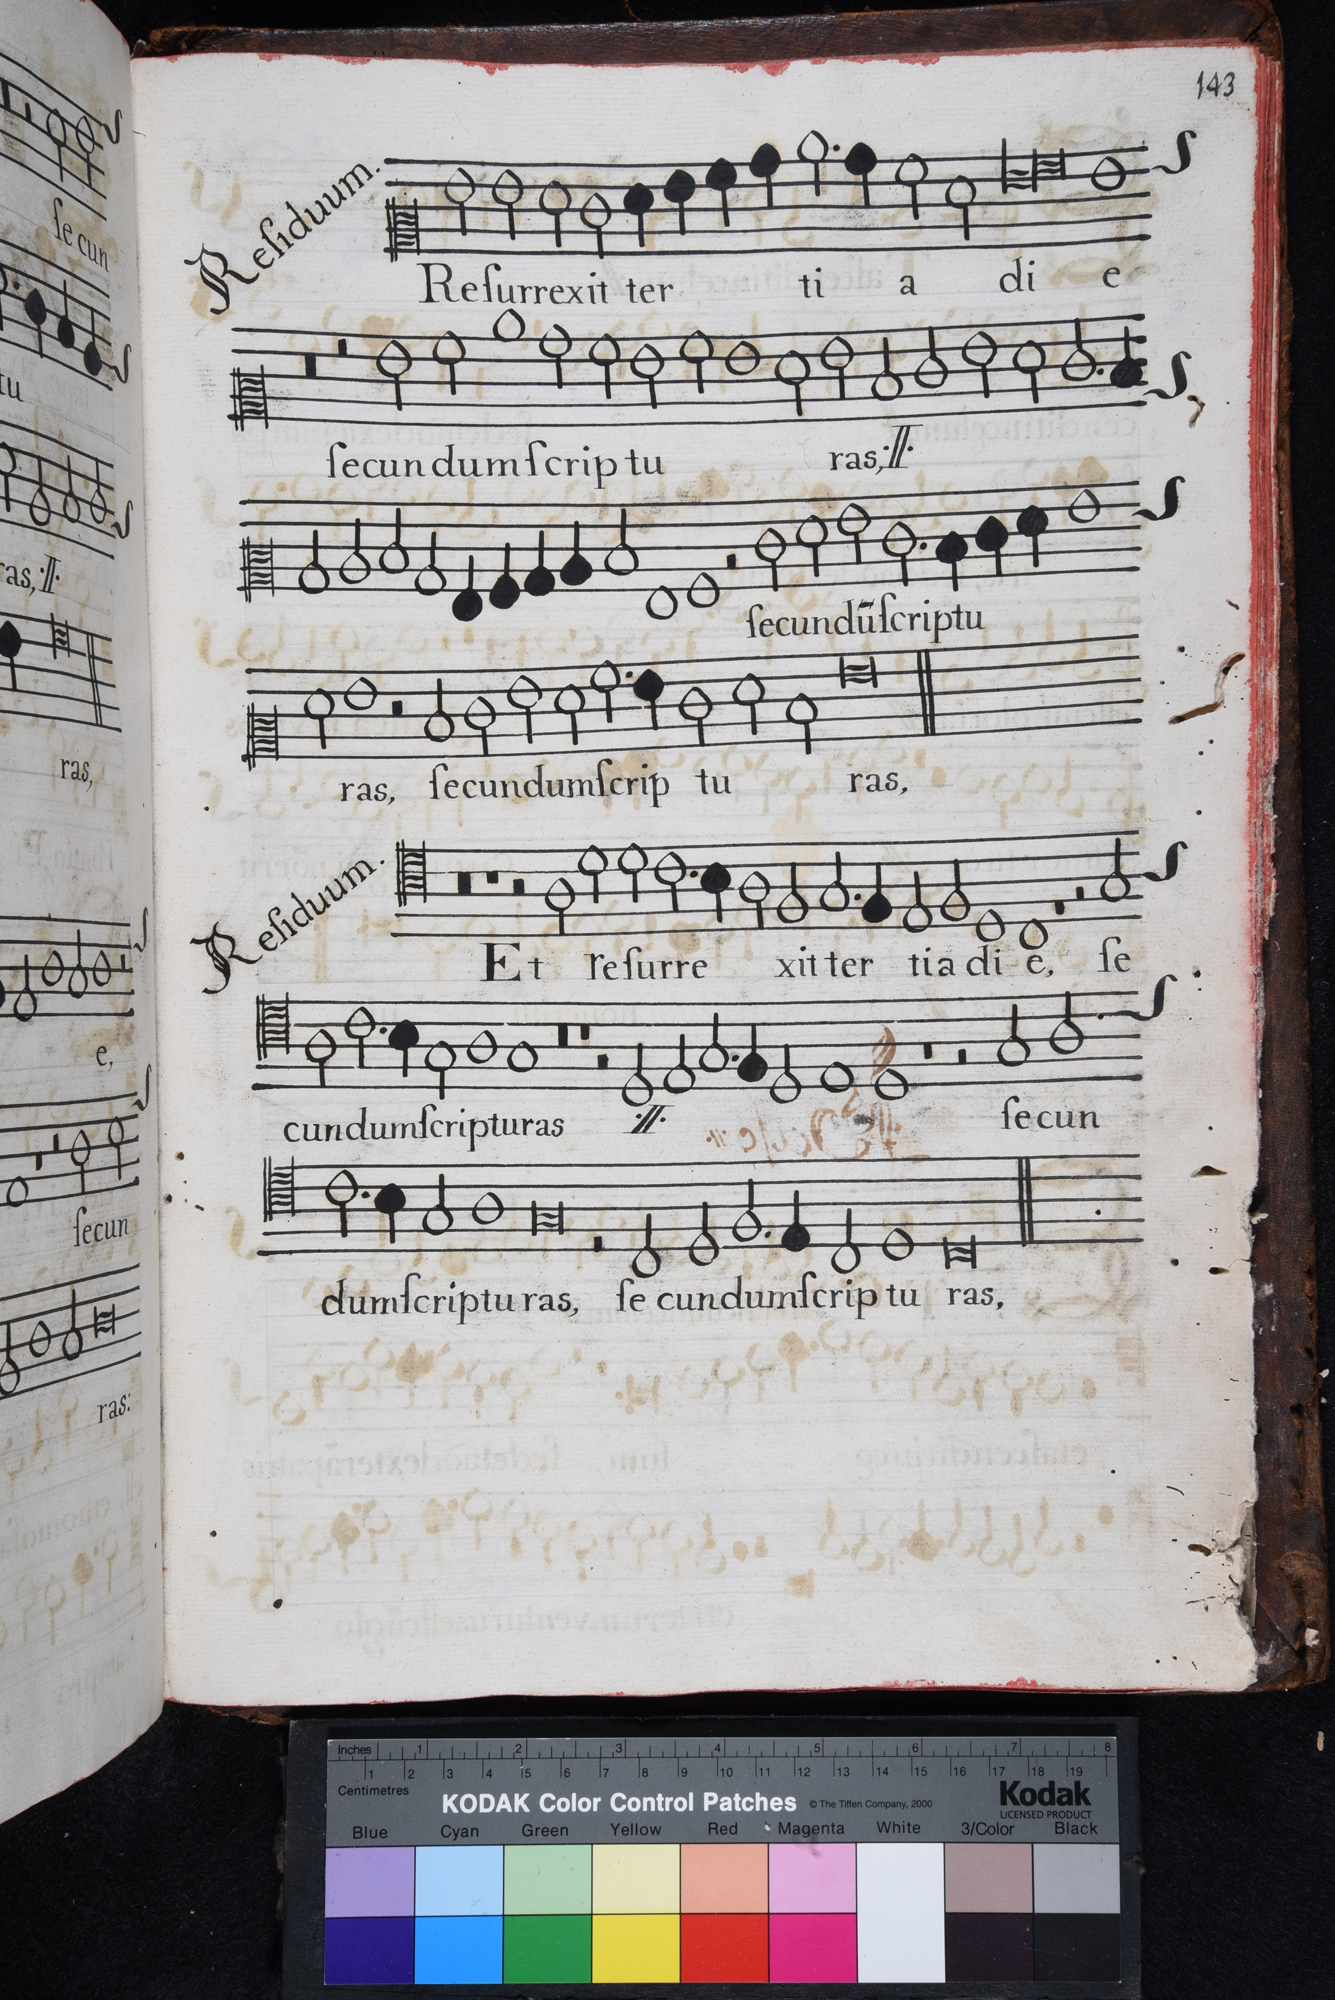 143
Reſiduum.
Reſurrexit ter ti a di e
ſecundumſcriptu ras, :II:
ſecundūſcriptu
ras, ſecundumſcrip tu ras,
Reſiduum.
Et reſurre xit ter tia di e, ſe
cundumſcripturas :II: ſecun
dumſcriptu ras, ſe cundumſcrip tu ras,
ſe cun
tu
ras, :II:
ras,
e,
ſecun
ras:
Inches 1 2 3 4 5 6 7 8
Centimetres 1 2 3 4 5 6 7 8 9 10 11 12 13 14 15 16 17 18 19
KODAK Color Control Patches © The Tiffen Company, 2000 Kodak
LICENSED PRODUCT
Blue Cyan Green Yellow Red Magenta White 3/Color Black